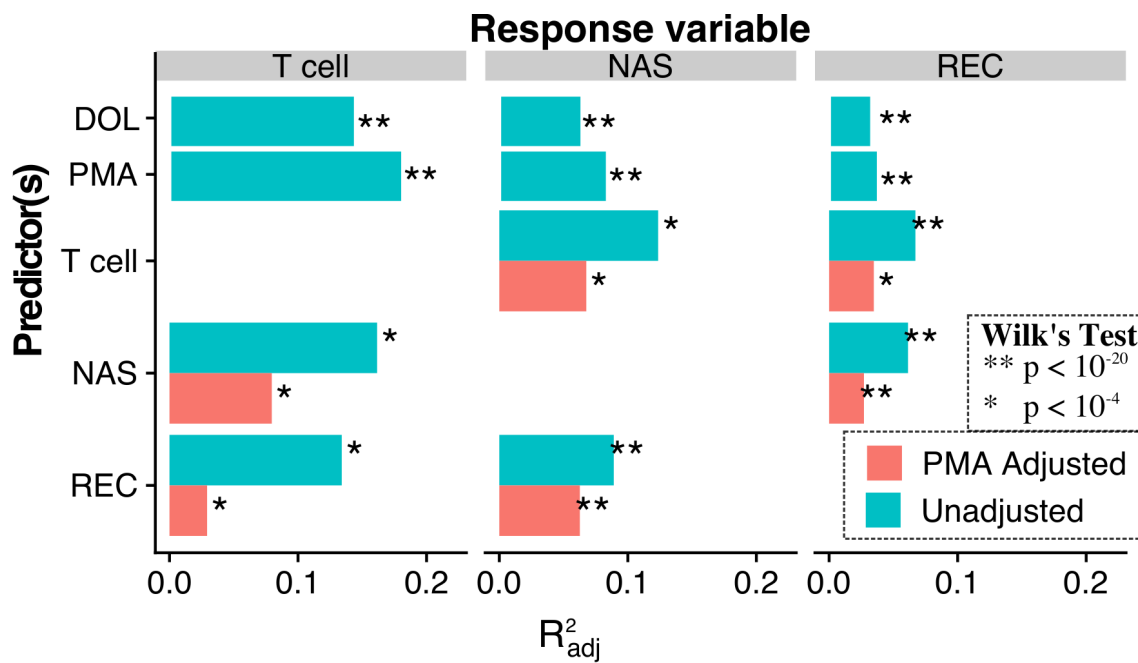 Response variable
T cell NAS REC
Predictor(s)
DOL ** ** **
PMA ** ** **
T cell * **
* *
NAS * **
* **
REC * **
* **
Wilk's Test
** p < 10^-20
* p < 10^-4
PMA Adjusted
Unadjusted
0.0 0.1 0.2 0.0 0.1 0.2 0.0 0.1 0.2
R²adj